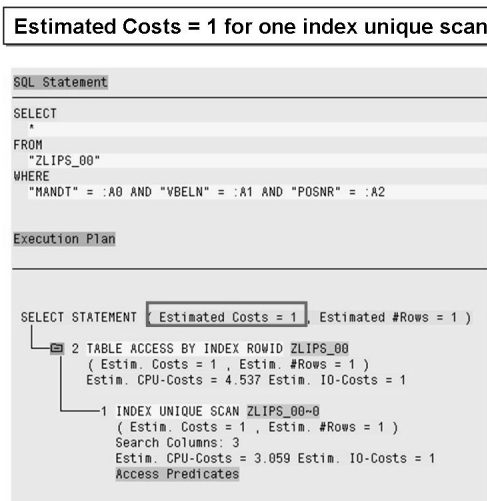 Estimated Costs = 1 for one index unique scan
SQL Statement
SELECT
*
FROM
"ZLIPS_00"
WHERE
"MANDT" = :A0 AND "VBELN" = :A1 AND "POSNR" = :A2
Execution Plan
SELECT STATEMENT ( Estimated Costs = 1 , Estimated #Rows = 1 )
2 TABLE ACCESS BY INDEX ROWID ZLIPS_00
( Estim. Costs = 1 , Estim. #Rows = 1 )
Estim. CPU-Costs = 4.537 Estim. IO-Costs = 1
1 INDEX UNIQUE SCAN ZLIPS_00~0
( Estim. Costs = 1 , Estim. #Rows = 1 )
Search Columns: 3
Estim. CPU-Costs = 3.059 Estim. IO-Costs = 1
Access Predicates